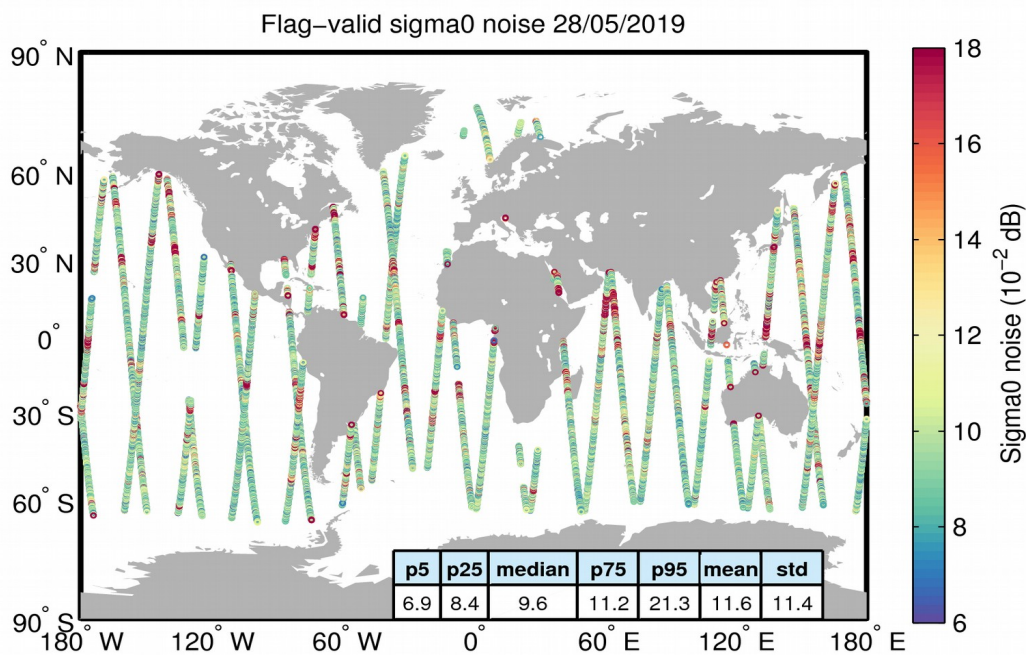 Flag−valid sigma0 noise 28/05/2019
90° N
60° N
30° N
0°
30° S
60° S
90° S
180° W
120° W
60° W
0°
60° E
120° E
180° E
p5 p25 median p75 p95 mean std
6.9 8.4 9.6 11.2 21.3 11.6 11.4
18
16
14
12
10
8
6
Sigma0 noise (10⁻² dB)